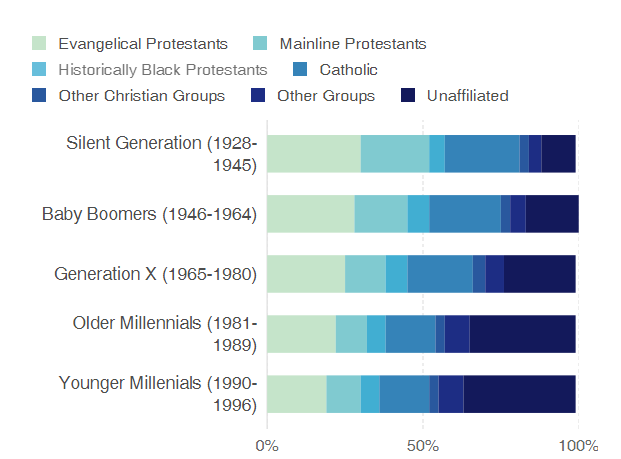 Evangelical Protestants Mainline Protestants
Historically Black Protestants Catholic
Other Christian Groups Other Groups Unaffiliated
Silent Generation (1928-
1945)
Baby Boomers (1946-1964)
Generation X (1965-1980)
Older Millennials (1981-
1989)
Younger Millenials (1990-
1996)
0% 50% 100%